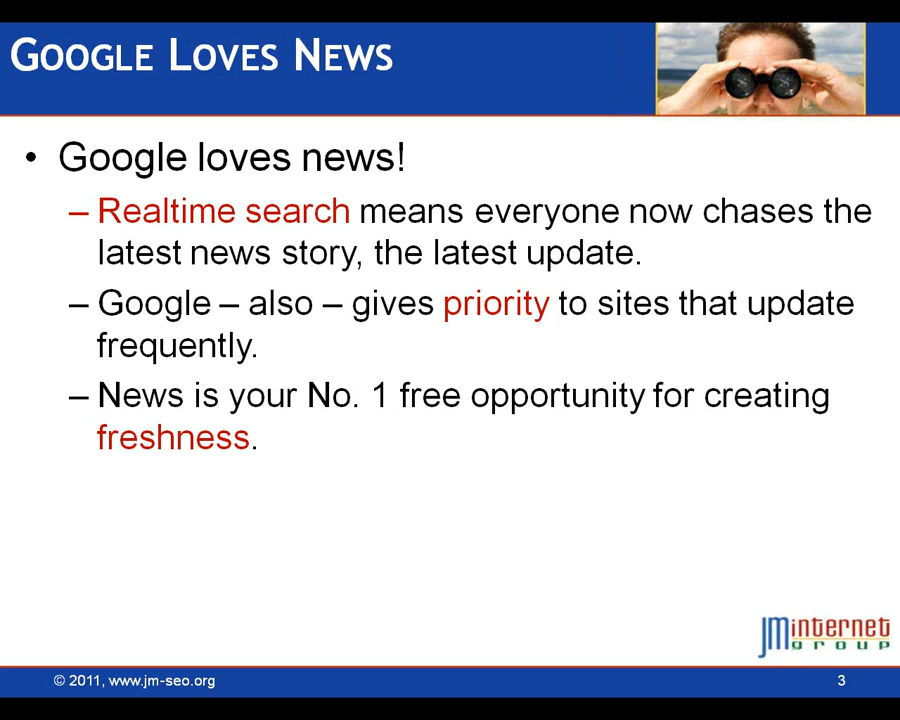 GOOGLE LOVES NEWS
• Google loves news!
– Realtime search means everyone now chases the
latest news story, the latest update.
– Google – also – gives priority to sites that update
frequently.
– News is your No. 1 free opportunity for creating
freshness.
JMinternet
group
© 2011, www.jm-seo.org 3